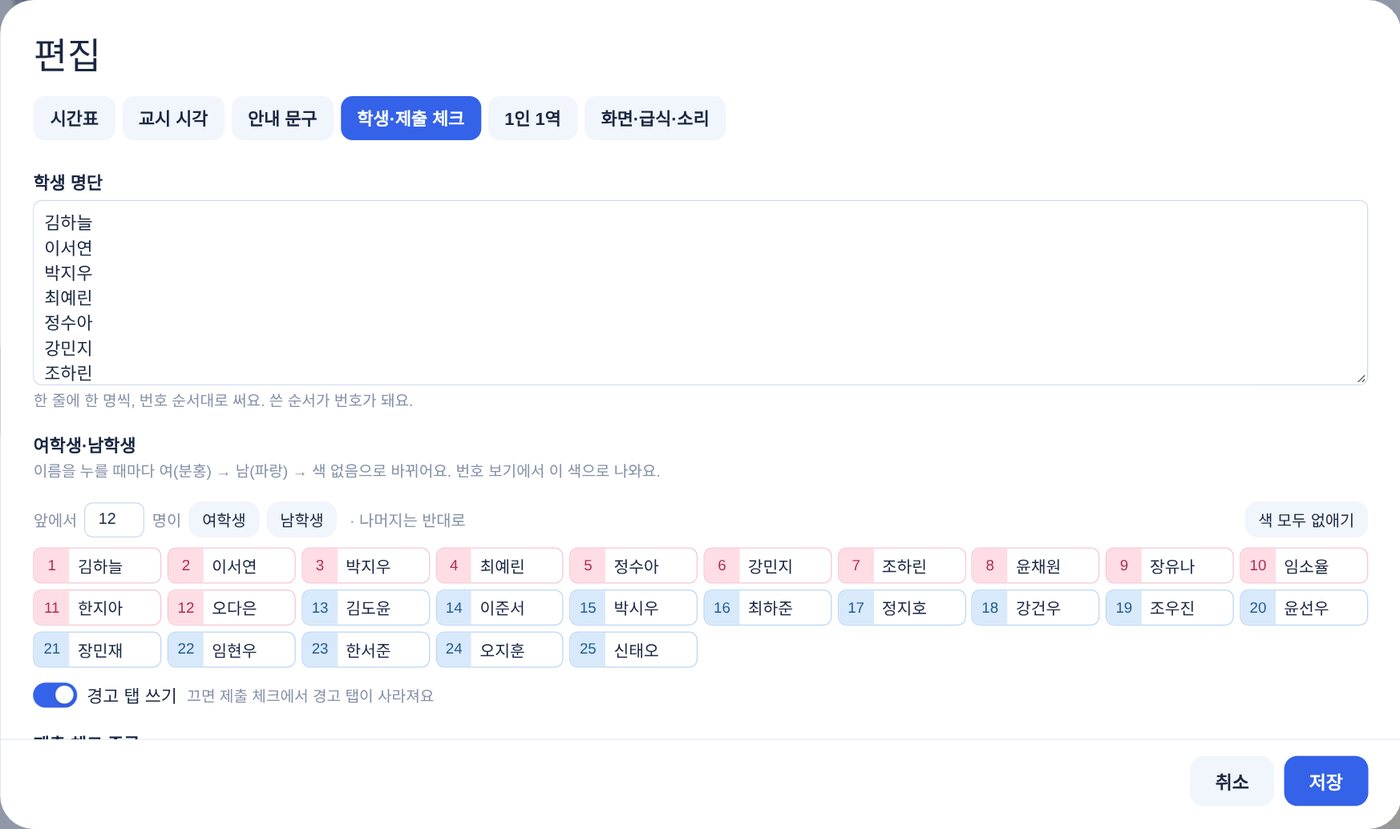 편집
시간표 교시 시각 안내 문구 학생·제출 체크 1인 1역 화면·급식·소리
학생 명단
김하늘
이서연
박지우
최예린
정수아
강민지
조하린
한 줄에 한 명씩, 번호 순서대로 써요. 쓴 순서가 번호가 돼요.
여학생·남학생
이름을 누를 때마다 여(분홍) → 남(파랑) → 색 없음으로 바뀌어요. 번호 보기에서 이 색으로 나와요.
앞에서 12 명이 여학생 남학생 · 나머지는 반대로 색 모두 없애기
1 김하늘 2 이서연 3 박지우 4 최예린 5 정수아 6 강민지 7 조하린 8 윤채원 9 장유나 10 임소율
11 한지아 12 오다은 13 김도윤 14 이준서 15 박시우 16 최하준 17 정지호 18 강건우 19 조우진 20 윤선우
21 장민재 22 임현우 23 한서준 24 오지훈 25 신태오
경고 탭 쓰기 끄면 제출 체크에서 경고 탭이 사라져요
취소 저장